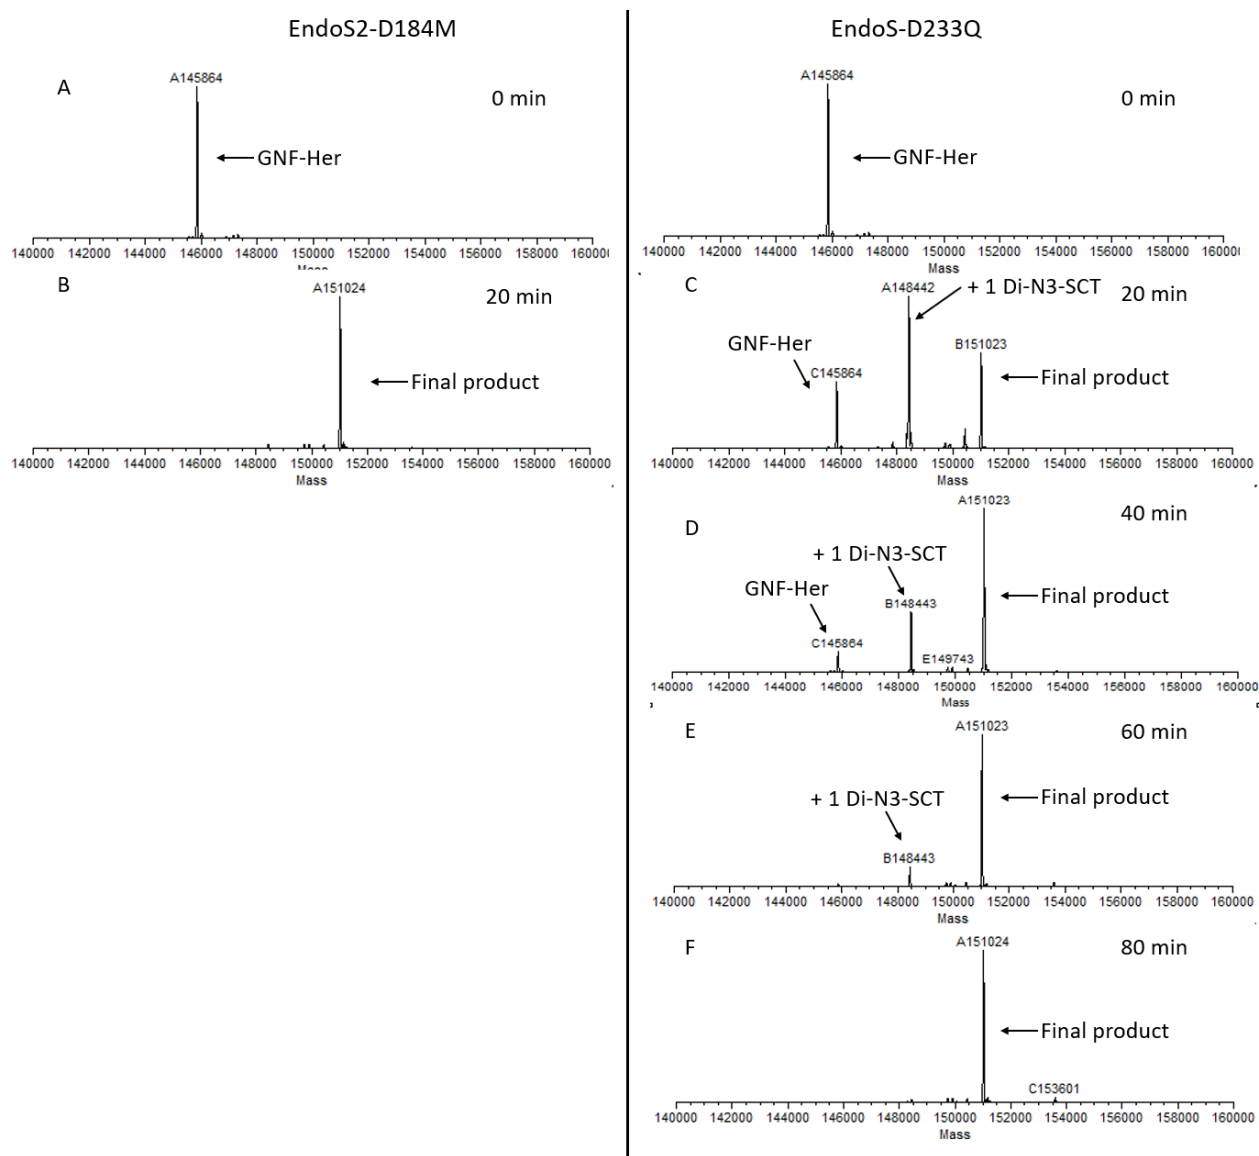 EndoS2-D184M
EndoS-D233Q
A
A145864
0 min
GNF-Her
140000 142000 144000 146000 148000 150000 152000 154000 156000 158000 160000
Mass
A145864
0 min
GNF-Her
140000 142000 144000 146000 148000 150000 152000 154000 156000 158000 160000
Mass
B
A151024
20 min
Final product
140000 142000 144000 146000 148000 150000 152000 154000 156000 158000 160000
Mass
C
A148442
+ 1 Di-N3-SCT
20 min
GNF-Her
C145864
B151023
Final product
140000 142000 144000 146000 148000 150000 152000 154000 156000 158000 160000
Mass
D
A151023
40 min
+ 1 Di-N3-SCT
GNF-Her
B148443
Final product
C145864
E149743
140000 142000 144000 146000 148000 150000 152000 154000 156000 158000 160000
Mass
E
A151023
60 min
+ 1 Di-N3-SCT
Final product
B148443
140000 142000 144000 146000 148000 150000 152000 154000 156000 158000 160000
Mass
F
A151024
80 min
Final product
C153601
140000 142000 144000 146000 148000 150000 152000 154000 156000 158000 160000
Mass